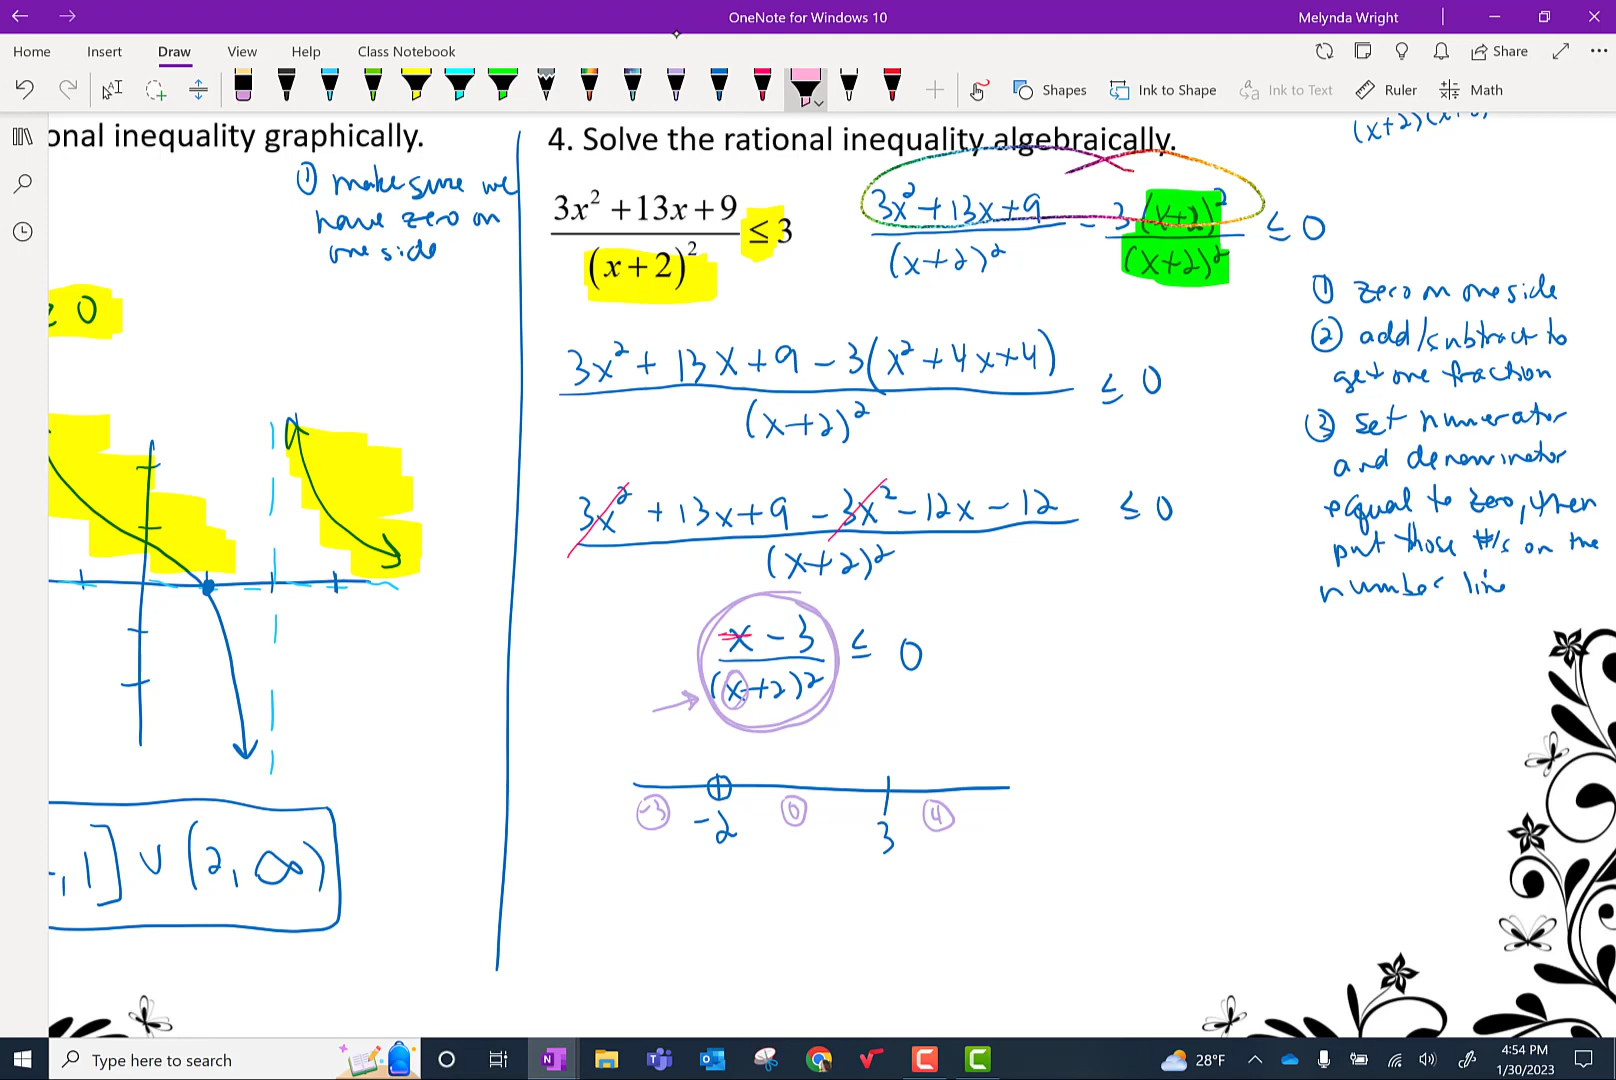 OneNote for Windows 10
Melynda Wright
Home Insert Draw View Help Class Notebook
Share
Shapes Ink to Shape Ink to Text Ruler Math
onal inequality graphically.
① make sure we
have zero on
one side
≥ 0
, 1] ∪ (2, ∞)
4. Solve the rational inequality algebraically.
(3x² + 13x + 9)/(x + 2)² ≤ 3
(3x² + 13x + 9)/(x+2)² - 3(x+2)²/(x+2)² ≤ 0
(3x² + 13x + 9 - 3(x² + 4x + 4))/(x+2)² ≤ 0
(3x² + 13x + 9 - 3x² - 12x - 12)/(x+2)² ≤ 0
(x - 3)/(x+2)² ≤ 0
-3 -2 0 3 4
① zero on one side
② add/subtract to
get one fraction
③ set numerator
and denominator
equal to zero, then
put those #'s on the
number line
Type here to search
28°F
4:54 PM
1/30/2023